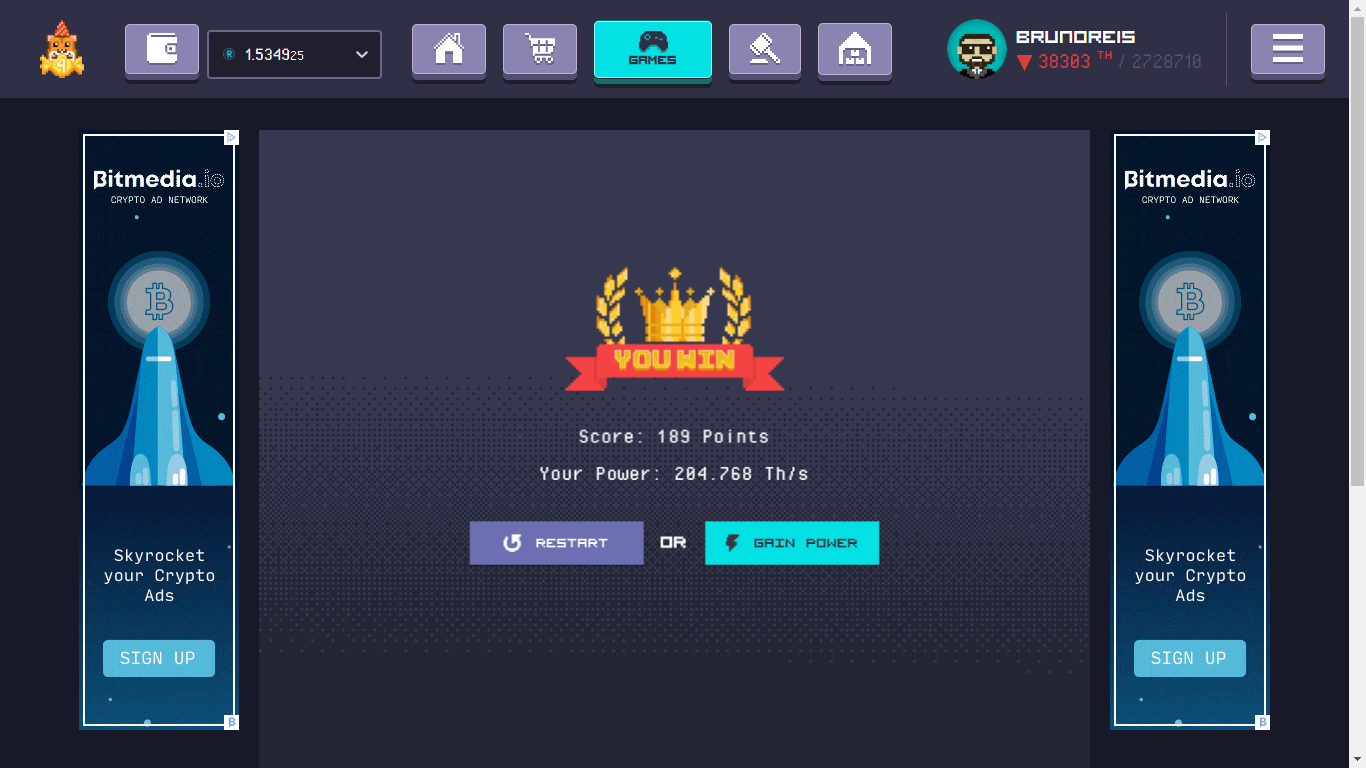 1.534925
GAMES
BRUNOREIS
38303 TH / 2728710
Bitmedia.io
CRYPTO AD NETWORK
Skyrocket
your Crypto
Ads
SIGN UP
YOU WIN
Score: 189 Points
Your Power: 204.768 Th/s
RESTART
OR
GAIN POWER
Bitmedia.io
CRYPTO AD NETWORK
Skyrocket
your Crypto
Ads
SIGN UP